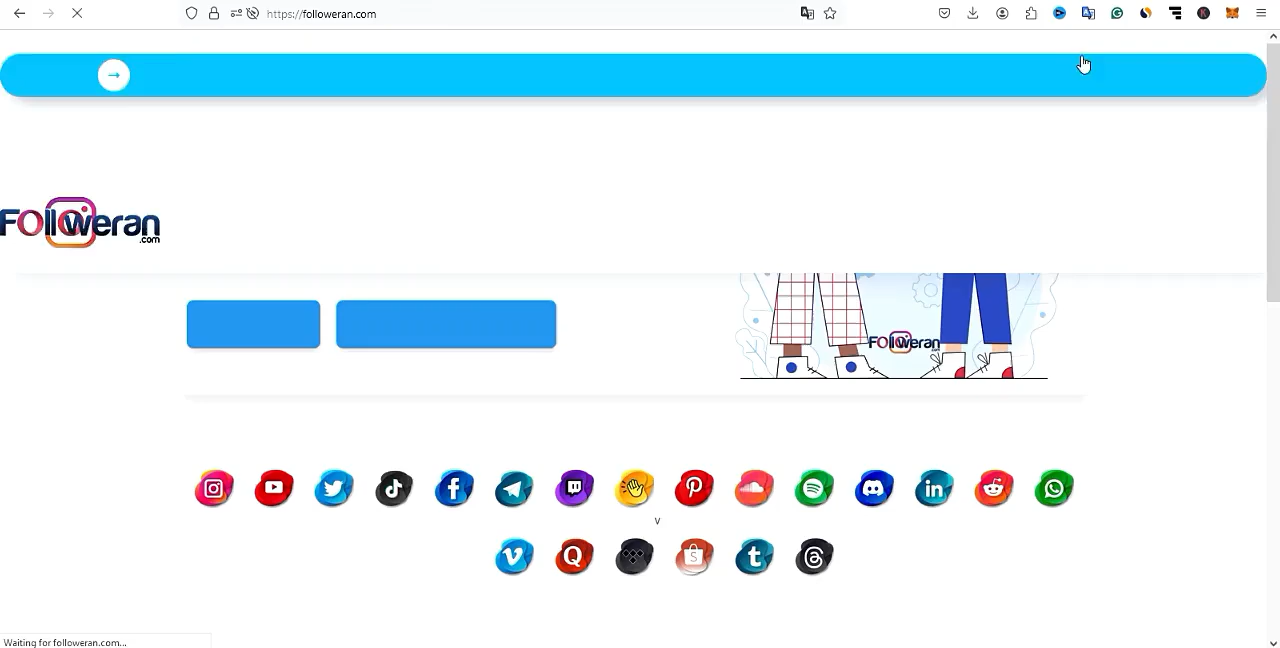 https://followeran.com
Followeran
.com
Followeran
v
Waiting for followeran.com...